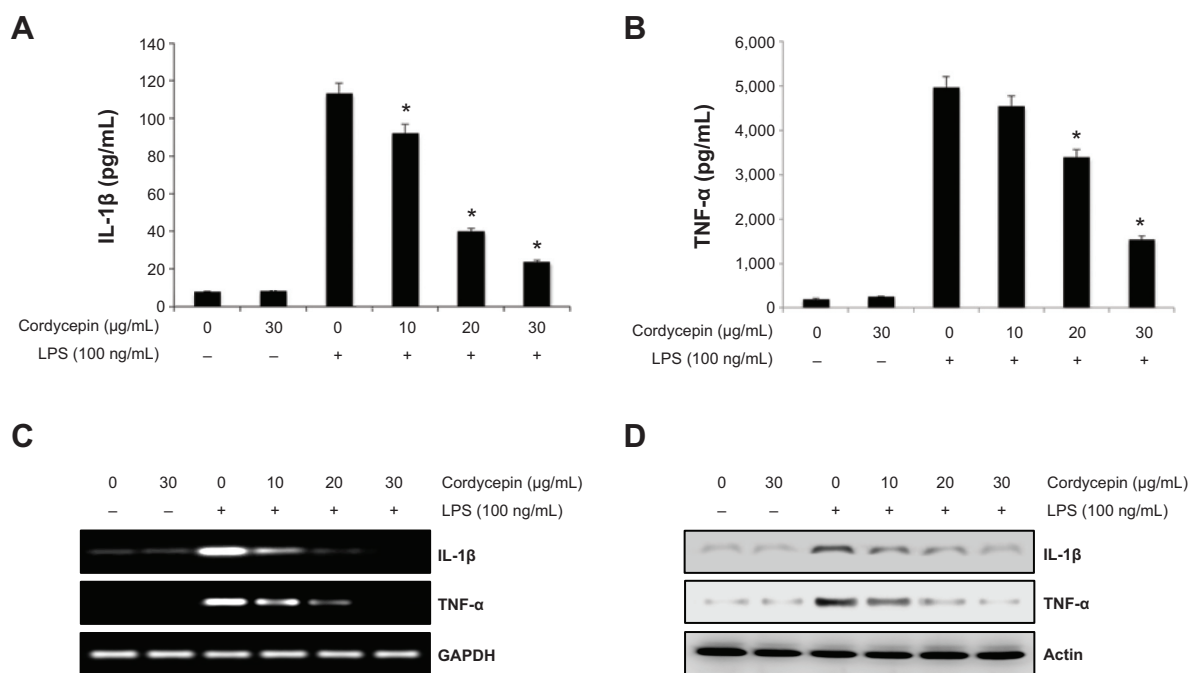 A
IL-1β (pg/mL)
140
120
100
80
60
40
20
0
*
*
*
Cordycepin (µg/mL) 0 30 0 10 20 30
LPS (100 ng/mL) – – + + + +
B
TNF-α (pg/mL)
6,000
5,000
4,000
3,000
2,000
1,000
0
*
*
Cordycepin (µg/mL) 0 30 0 10 20 30
LPS (100 ng/mL) – – + + + +
C
0 30 0 10 20 30 Cordycepin (µg/mL)
– – + + + + LPS (100 ng/mL)
IL-1β
TNF-α
GAPDH
D
0 30 0 10 20 30 Cordycepin (µg/mL)
– – + + + + LPS (100 ng/mL)
IL-1β
TNF-α
Actin